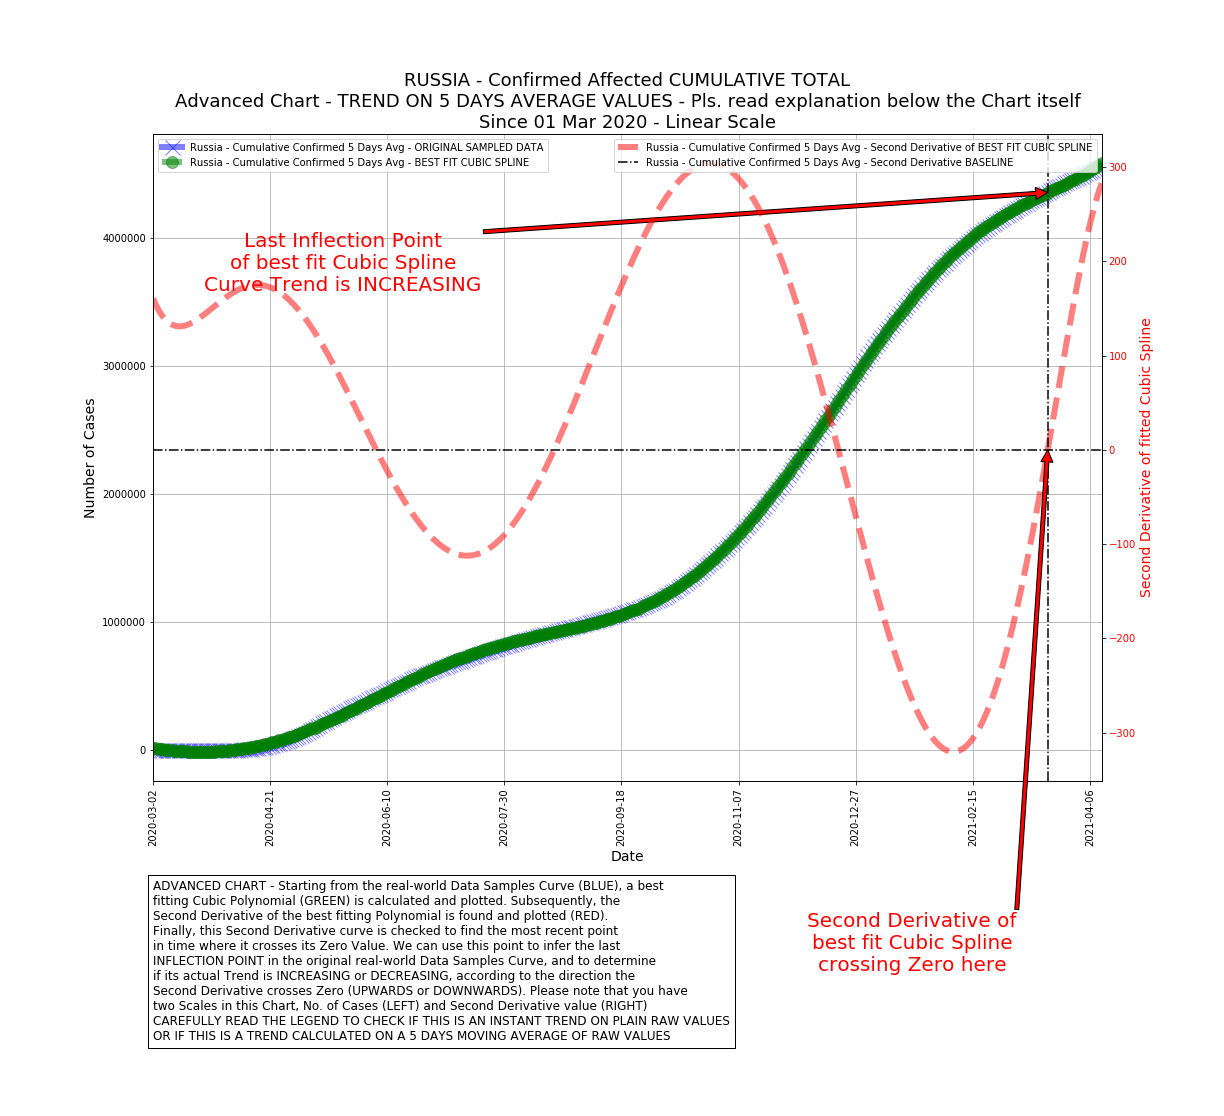 RUSSIA - Confirmed Affected CUMULATIVE TOTAL
Advanced Chart - TREND ON 5 DAYS AVERAGE VALUES - Pls. read explanation below the Chart itself
Since 01 Mar 2020 - Linear Scale
Russia - Cumulative Confirmed 5 Days Avg - ORIGINAL SAMPLED DATA
Russia - Cumulative Confirmed 5 Days Avg - BEST FIT CUBIC SPLINE
Russia - Cumulative Confirmed 5 Days Avg - Second Derivative of BEST FIT CUBIC SPLINE
Russia - Cumulative Confirmed 5 Days Avg - Second Derivative BASELINE
Last Inflection Point
of best fit Cubic Spline
Curve Trend is INCREASING
Number of Cases
4000000
3000000
2000000
1000000
0
300
200
100
0
−100
−200
−300
Second Derivative of fitted Cubic Spline
2020-03-02
2020-04-21
2020-06-10
2020-07-30
2020-09-18
2020-11-07
2020-12-27
2021-02-15
2021-04-06
Date
Second Derivative of
best fit Cubic Spline
crossing Zero here
ADVANCED CHART - Starting from the real-world Data Samples Curve (BLUE), a best
fitting Cubic Polynomial (GREEN) is calculated and plotted. Subsequently, the
Second Derivative of the best fitting Polynomial is found and plotted (RED).
Finally, this Second Derivative curve is checked to find the most recent point
in time where it crosses its Zero Value. We can use this point to infer the last
INFLECTION POINT in the original real-world Data Samples Curve, and to determine
if its actual Trend is INCREASING or DECREASING, according to the direction the
Second Derivative crosses Zero (UPWARDS or DOWNWARDS). Please note that you have
two Scales in this Chart, No. of Cases (LEFT) and Second Derivative value (RIGHT)
CAREFULLY READ THE LEGEND TO CHECK IF THIS IS AN INSTANT TREND ON PLAIN RAW VALUES
OR IF THIS IS A TREND CALCULATED ON A 5 DAYS MOVING AVERAGE OF RAW VALUES